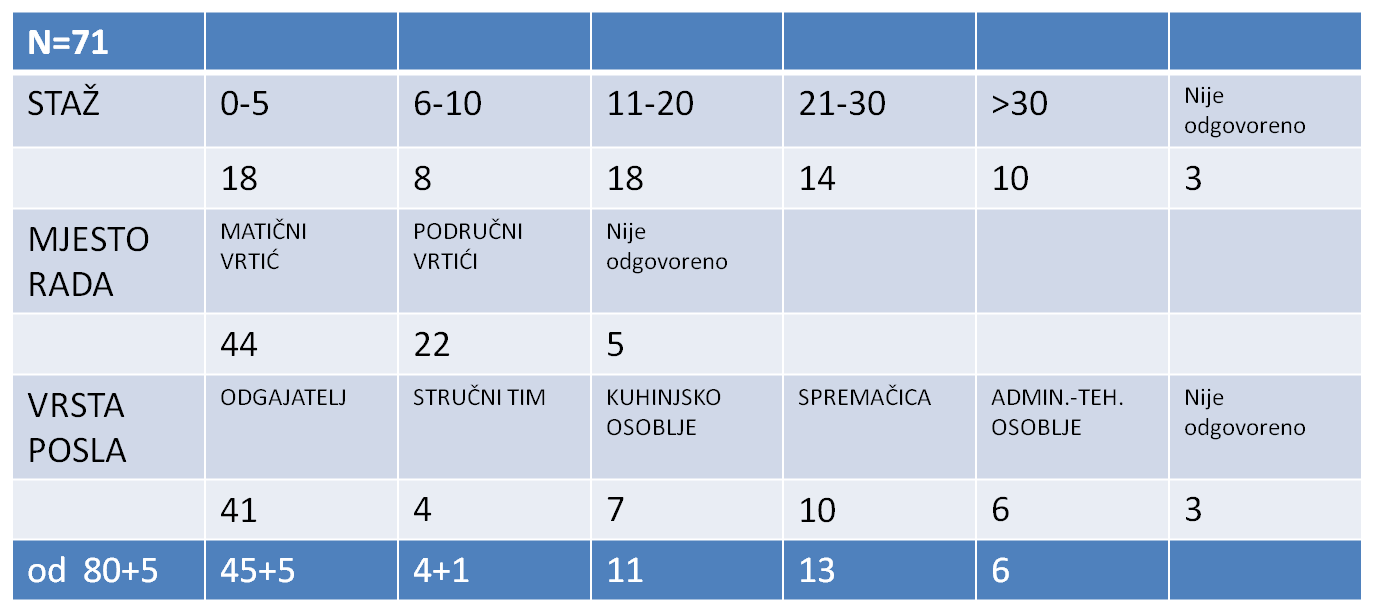 N=71
STAŽ 0-5 6-10 11-20 21-30 >30 Nije
odgovoreno
18 8 18 14 10 3
MJESTO
RADA
MATIČNI
VRTIĆ
PODRUČNI
VRTIĆI
Nije
odgovoreno
44 22 5
VRSTA
POSLA
ODGAJATELJ
STRUČNI TIM
KUHINJSKO
OSOBLJE
SPREMAČICA
ADMIN.-TEH.
OSOBLJE
Nije
odgovoreno
41 4 7 10 6 3
od 80+5 45+5 4+1 11 13 6